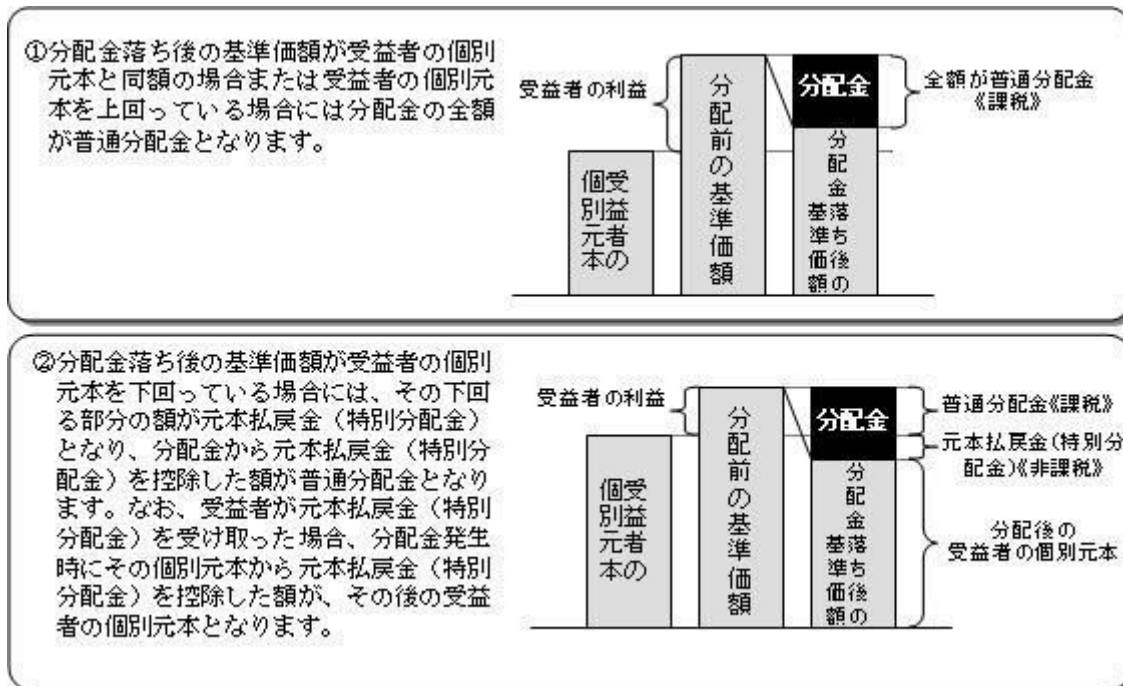 ①分配金落ち後の基準価額が受益者の個別
元本と同額の場合または受益者の個別元
本を上回っている場合には分配金の全額
が普通分配金となります。
受益者の利益
受益者の
個別元本
分配前の基準価額
分配金
分配金落ち後の
基準価額
全額が普通分配金
《課税》
②分配金落ち後の基準価額が受益者の個別
元本を下回っている場合には、その下回
る部分の額が元本払戻金（特別分配金）
となり、分配金から元本払戻金（特別分
配金）を控除した額が普通分配金となり
ます。なお、受益者が元本払戻金（特別
分配金）を受け取った場合、分配金発生
時にその個別元本から元本払戻金（特別
分配金）を控除した額が、その後の受益
者の個別元本となります。
受益者の利益
受益者の
個別元本
分配前の基準価額
分配金
分配金落ち後の
基準価額
普通分配金《課税》
元本払戻金（特別分
配金）《非課税》
分配後の
受益者の個別元本